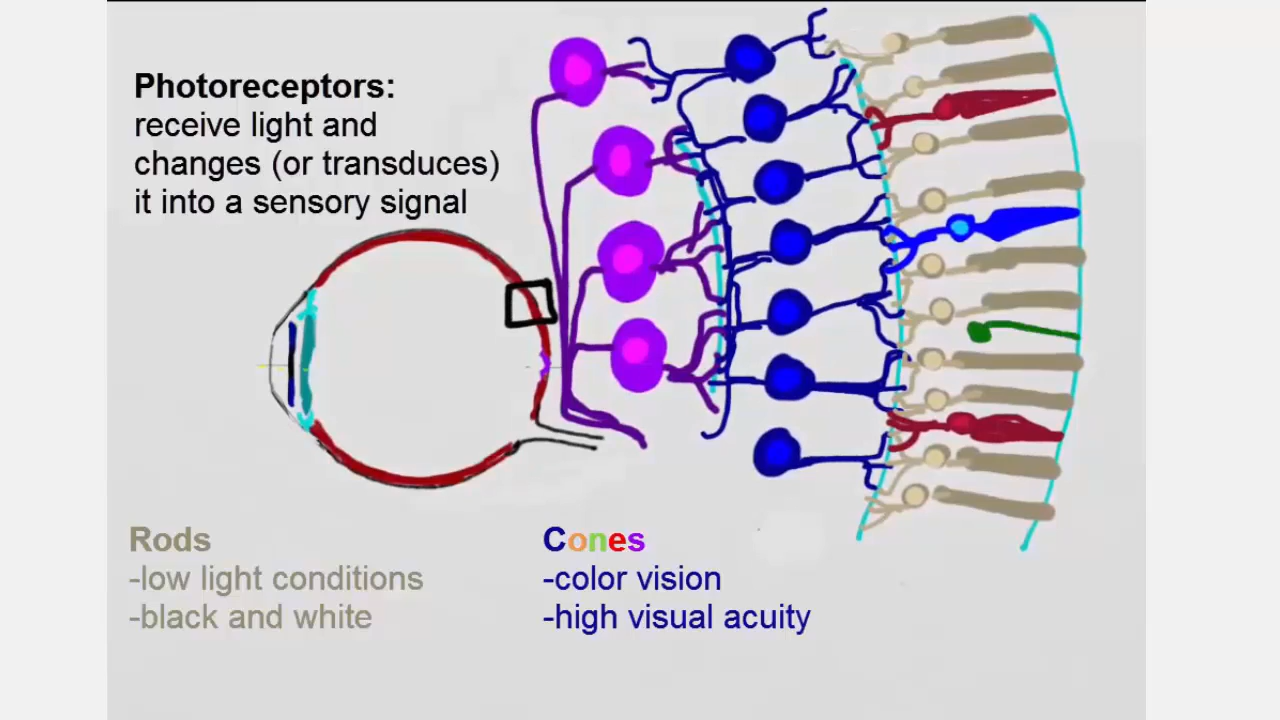 Photoreceptors:
receive light and
changes (or transduces)
it into a sensory signal
Rods
-low light conditions
-black and white
Cones
-color vision
-high visual acuity